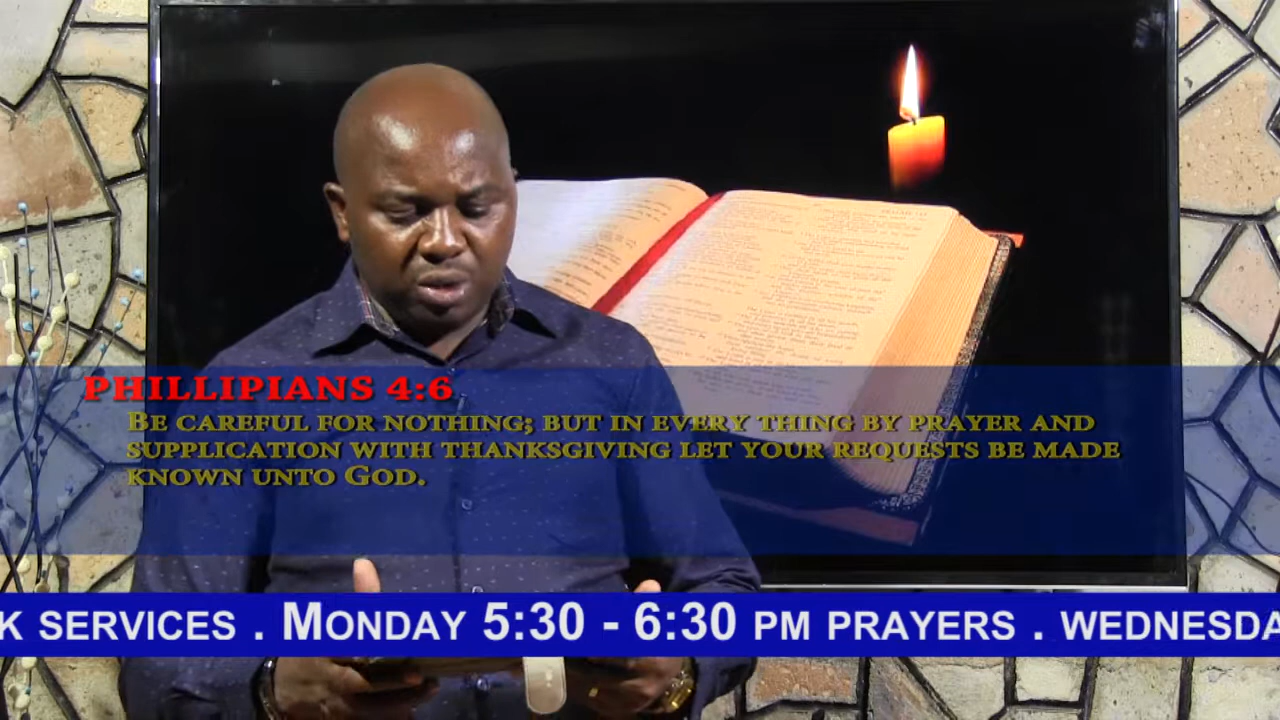 PHILLIPIANS 4:6
BE CAREFUL FOR NOTHING; BUT IN EVERY THING BY PRAYER AND
SUPPLICATION WITH THANKSGIVING LET YOUR REQUESTS BE MADE
KNOWN UNTO GOD.
K SERVICES . MONDAY 5:30 - 6:30 PM PRAYERS . WEDNESDA